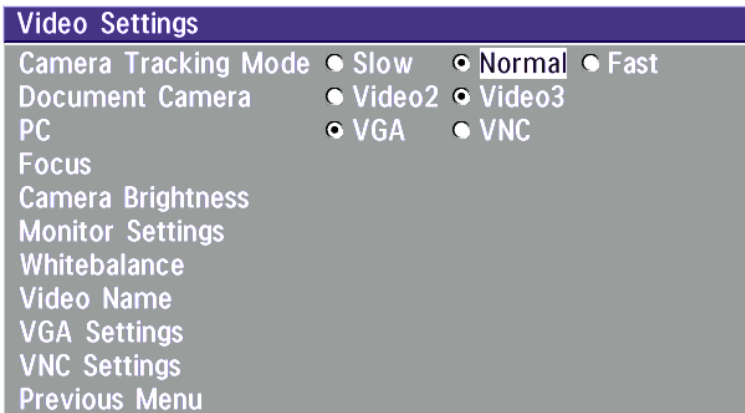 Video Settings
Camera Tracking Mode Slow Normal Fast
Document Camera Video2 Video3
PC VGA VNC
Focus
Camera Brightness
Monitor Settings
Whitebalance
Video Name
VGA Settings
VNC Settings
Previous Menu